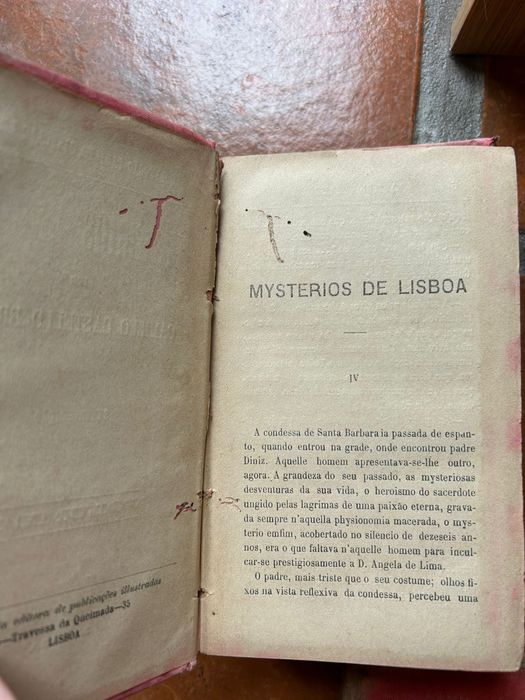 editora de publicações illustradas
Travessa da Queimada—35
LISBOA
MYSTERIOS DE LISBOA
IV
A condessa de Santa Barbara ia passada de espan-
to, quando entrou na grade, onde encontrou padre
Diniz. Aquelle homem apresentava-se-lhe outro,
agora. A grandeza do seu passado, as mysteriosas
desventuras da sua vida, o heroismo do sacerdote
ungido pelas lagrimas de uma paixão eterna, grava-
da sempre n'aquella physionomia macerada, o mys-
terio emfim, acobertado no silencio de dezeseis an-
nos, era o que faltava n'aquelle homem para incul-
car-se prestigiosamente a D. Angela de Lima.
O padre, mais triste que o seu costume; olhos fi-
xos na vista reflexiva da condessa, percebeu uma